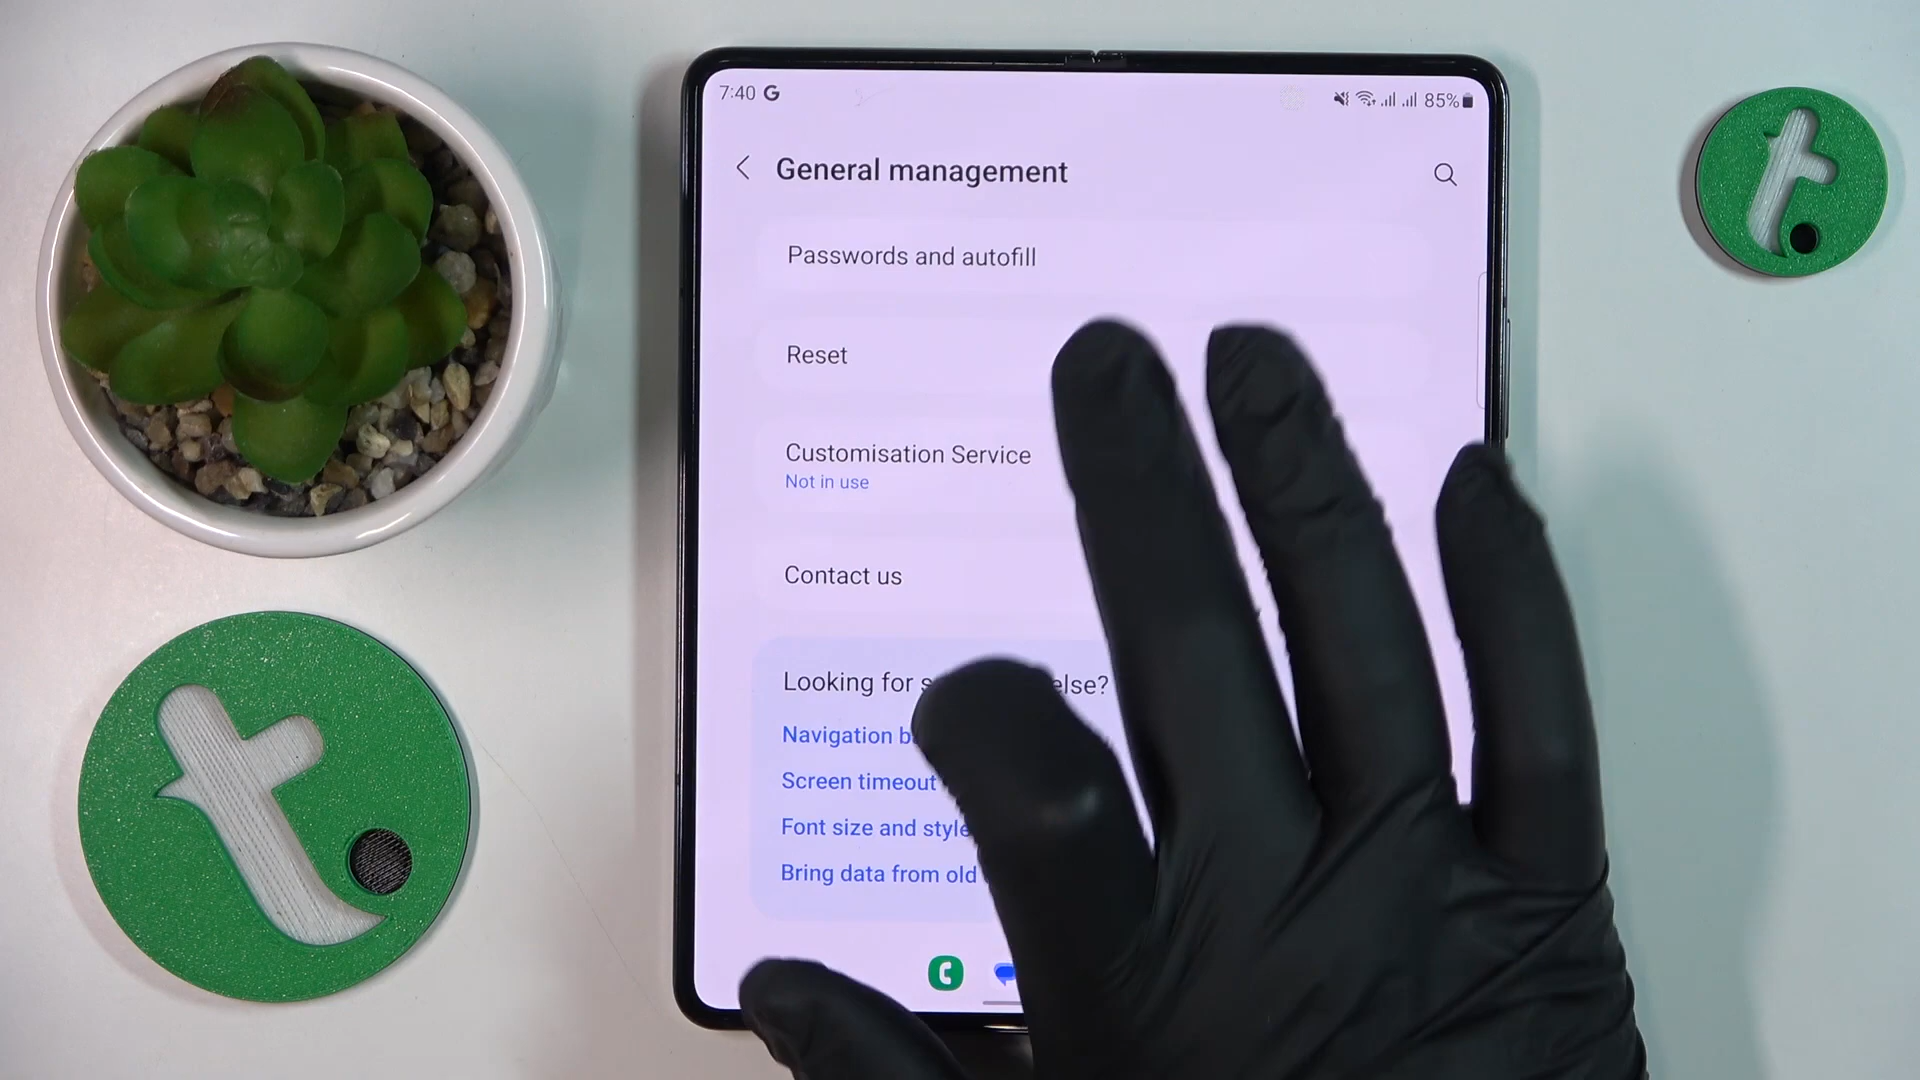 7:40 G 85%
General management
Passwords and autofill
Reset
Customisation Service
Not in use
Contact us
Looking for else?
Navigation
Screen timeout
Font size and style
Bring data from old
t.
t.